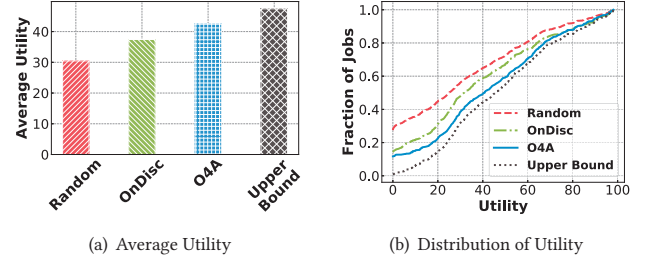 Average Utility
40
30
20
10
0
Random
OnDisc
O4A
Upper
Bound
(a) Average Utility
Fraction of Jobs
1.0
0.8
0.6
0.4
0.2
0.0
Random
OnDisc
O4A
Upper Bound
0 20 40 60 80 100
Utility
(b) Distribution of Utility